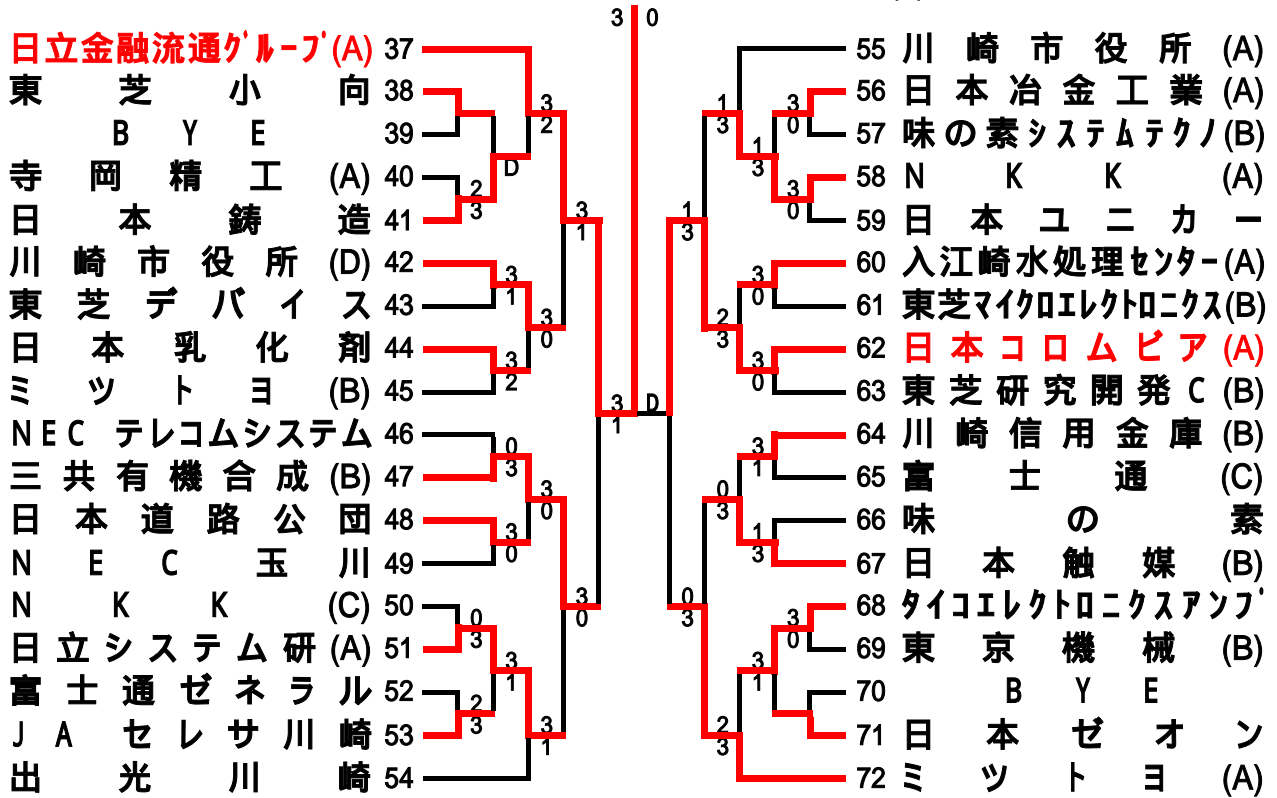 3 0
日立金融流通グループ(A) 37
東芝小向 38
BYE 39
寺岡精工(A) 40
日本鋳造 41
川崎市役所(D) 42
東芝デバイス 43
日本乳化剤 44
ミツトヨ(B) 45
NECテレコムシステム 46
三共有機合成(B) 47
日本道路公団 48
NEC玉川 49
NKK(C) 50
日立システム研(A) 51
富士通ゼネラル 52
JAセレサ川崎 53
出光川崎 54
3
2
D
2
3
3
1
3
1
3
0
3
2
0
3
3
0
3
0
3
0
0
3
3
1
2
3
3
1
3
1
D
1
3
3
0
1
3
3
0
1
3
3
0
2
3
3
0
3
1
0
3
1
3
0
3
3
0
3
1
2
3
55 川崎市役所(A)
56 日本冶金工業(A)
57 味の素システムテクノ(B)
58 NKK(A)
59 日本ユニカー
60 入江崎水処理センター(A)
61 東芝マイクロエレクトロニクス(B)
62 日本コロムビア(A)
63 東芝研究開発C(B)
64 川崎信用金庫(B)
65 富士通(C)
66 味の素
67 日本触媒(B)
68 タイコエレクトロニクスアンプ
69 東京機械(B)
70 BYE
71 日本ゼオン
72 ミツトヨ(A)